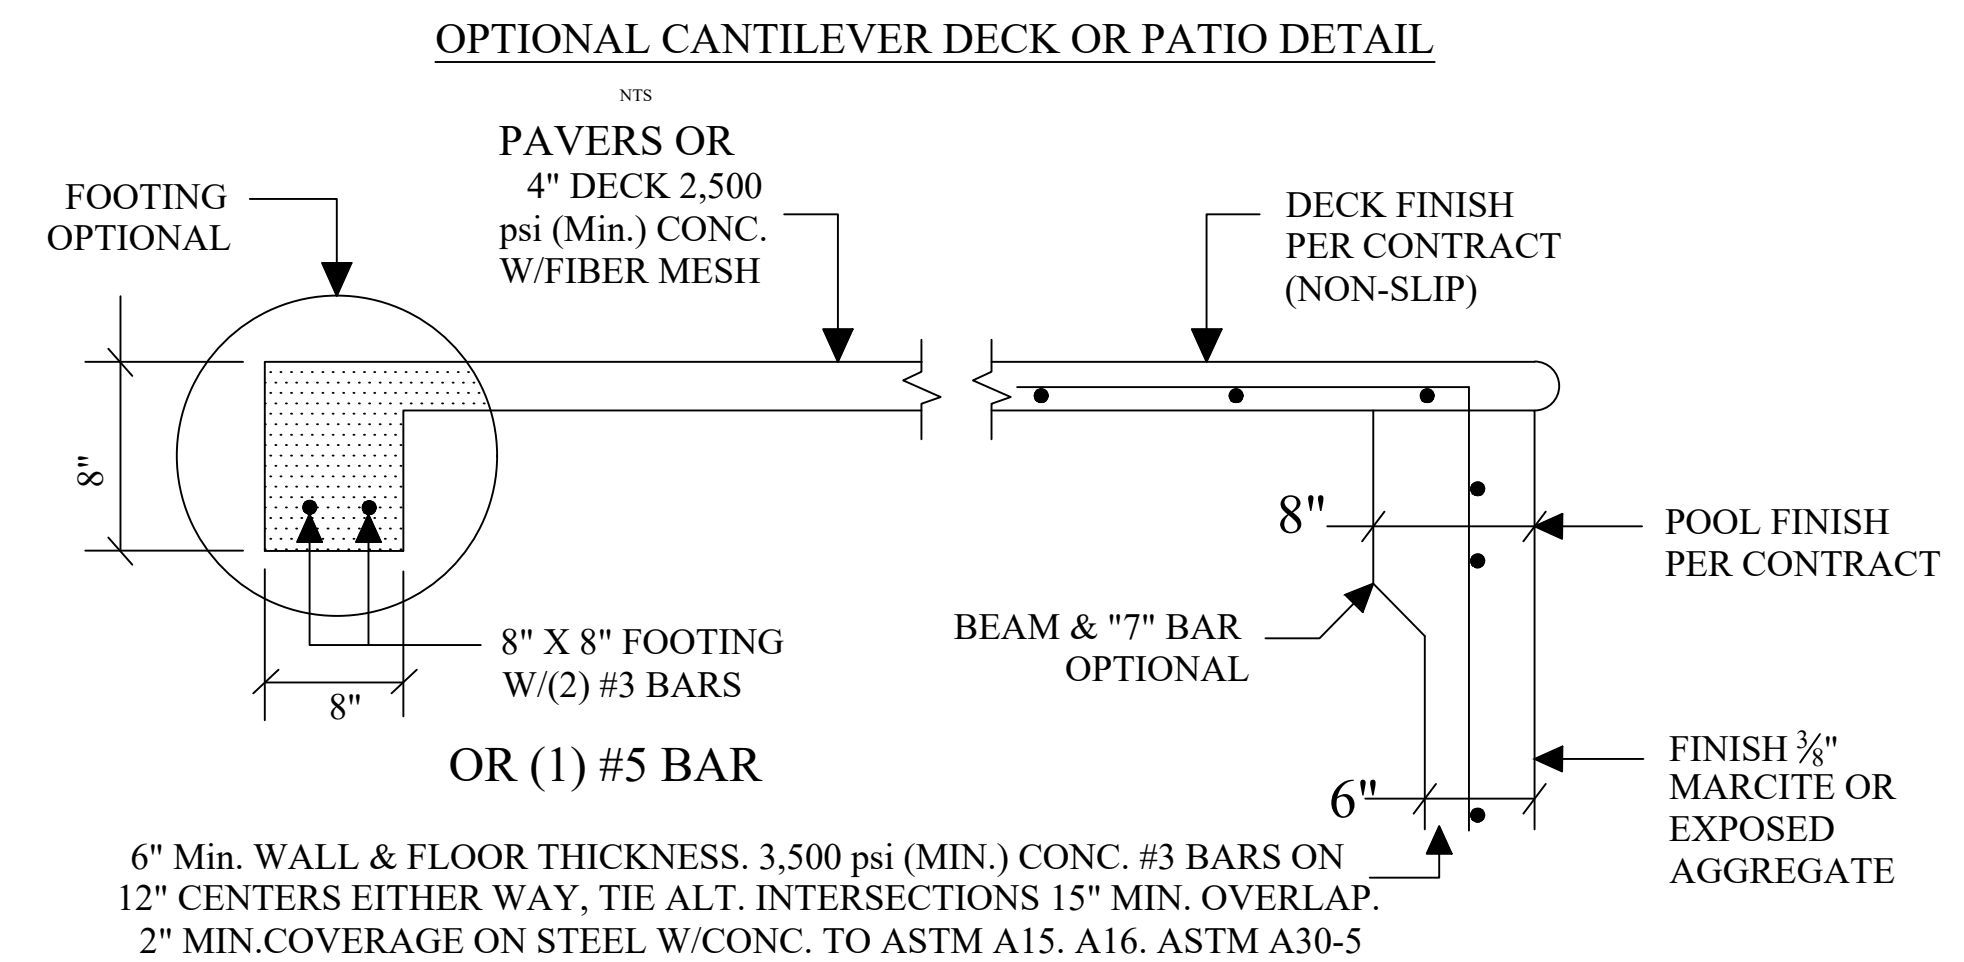 OPTIONAL CANTILEVER DECK OR PATIO DETAIL
NTS
PAVERS OR
4" DECK 2,500
psi (Min.) CONC.
W/FIBER MESH
FOOTING
OPTIONAL
DECK FINISH
PER CONTRACT
(NON-SLIP)
8"
8"
POOL FINISH
PER CONTRACT
BEAM & "7" BAR
OPTIONAL
8" X 8" FOOTING
W/(2) #3 BARS
8"
OR (1) #5 BAR
FINISH ⅜"
MARCITE OR
EXPOSED
AGGREGATE
6"
6" Min. WALL & FLOOR THICKNESS. 3,500 psi (MIN.) CONC. #3 BARS ON
12" CENTERS EITHER WAY, TIE ALT. INTERSECTIONS 15" MIN. OVERLAP.
2" MIN.COVERAGE ON STEEL W/CONC. TO ASTM A15. A16. ASTM A30-5